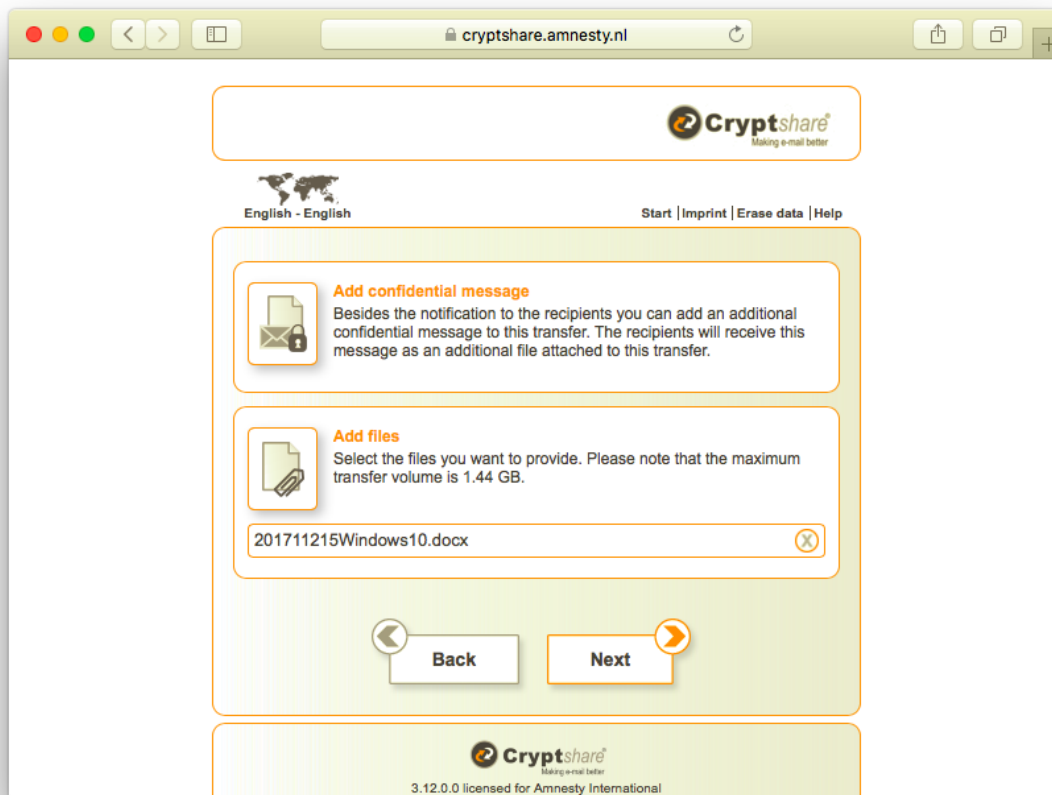 cryptshare.amnesty.nl
Cryptshare®
Making e-mail better
English - English
Start | Imprint | Erase data | Help
Add confidential message
Besides the notification to the recipients you can add an additional
confidential message to this transfer. The recipients will receive this
message as an additional file attached to this transfer.
Add files
Select the files you want to provide. Please note that the maximum
transfer volume is 1.44 GB.
201711215Windows10.docx
Back
Next
Cryptshare®
Making e-mail better
3.12.0.0 licensed for Amnesty International